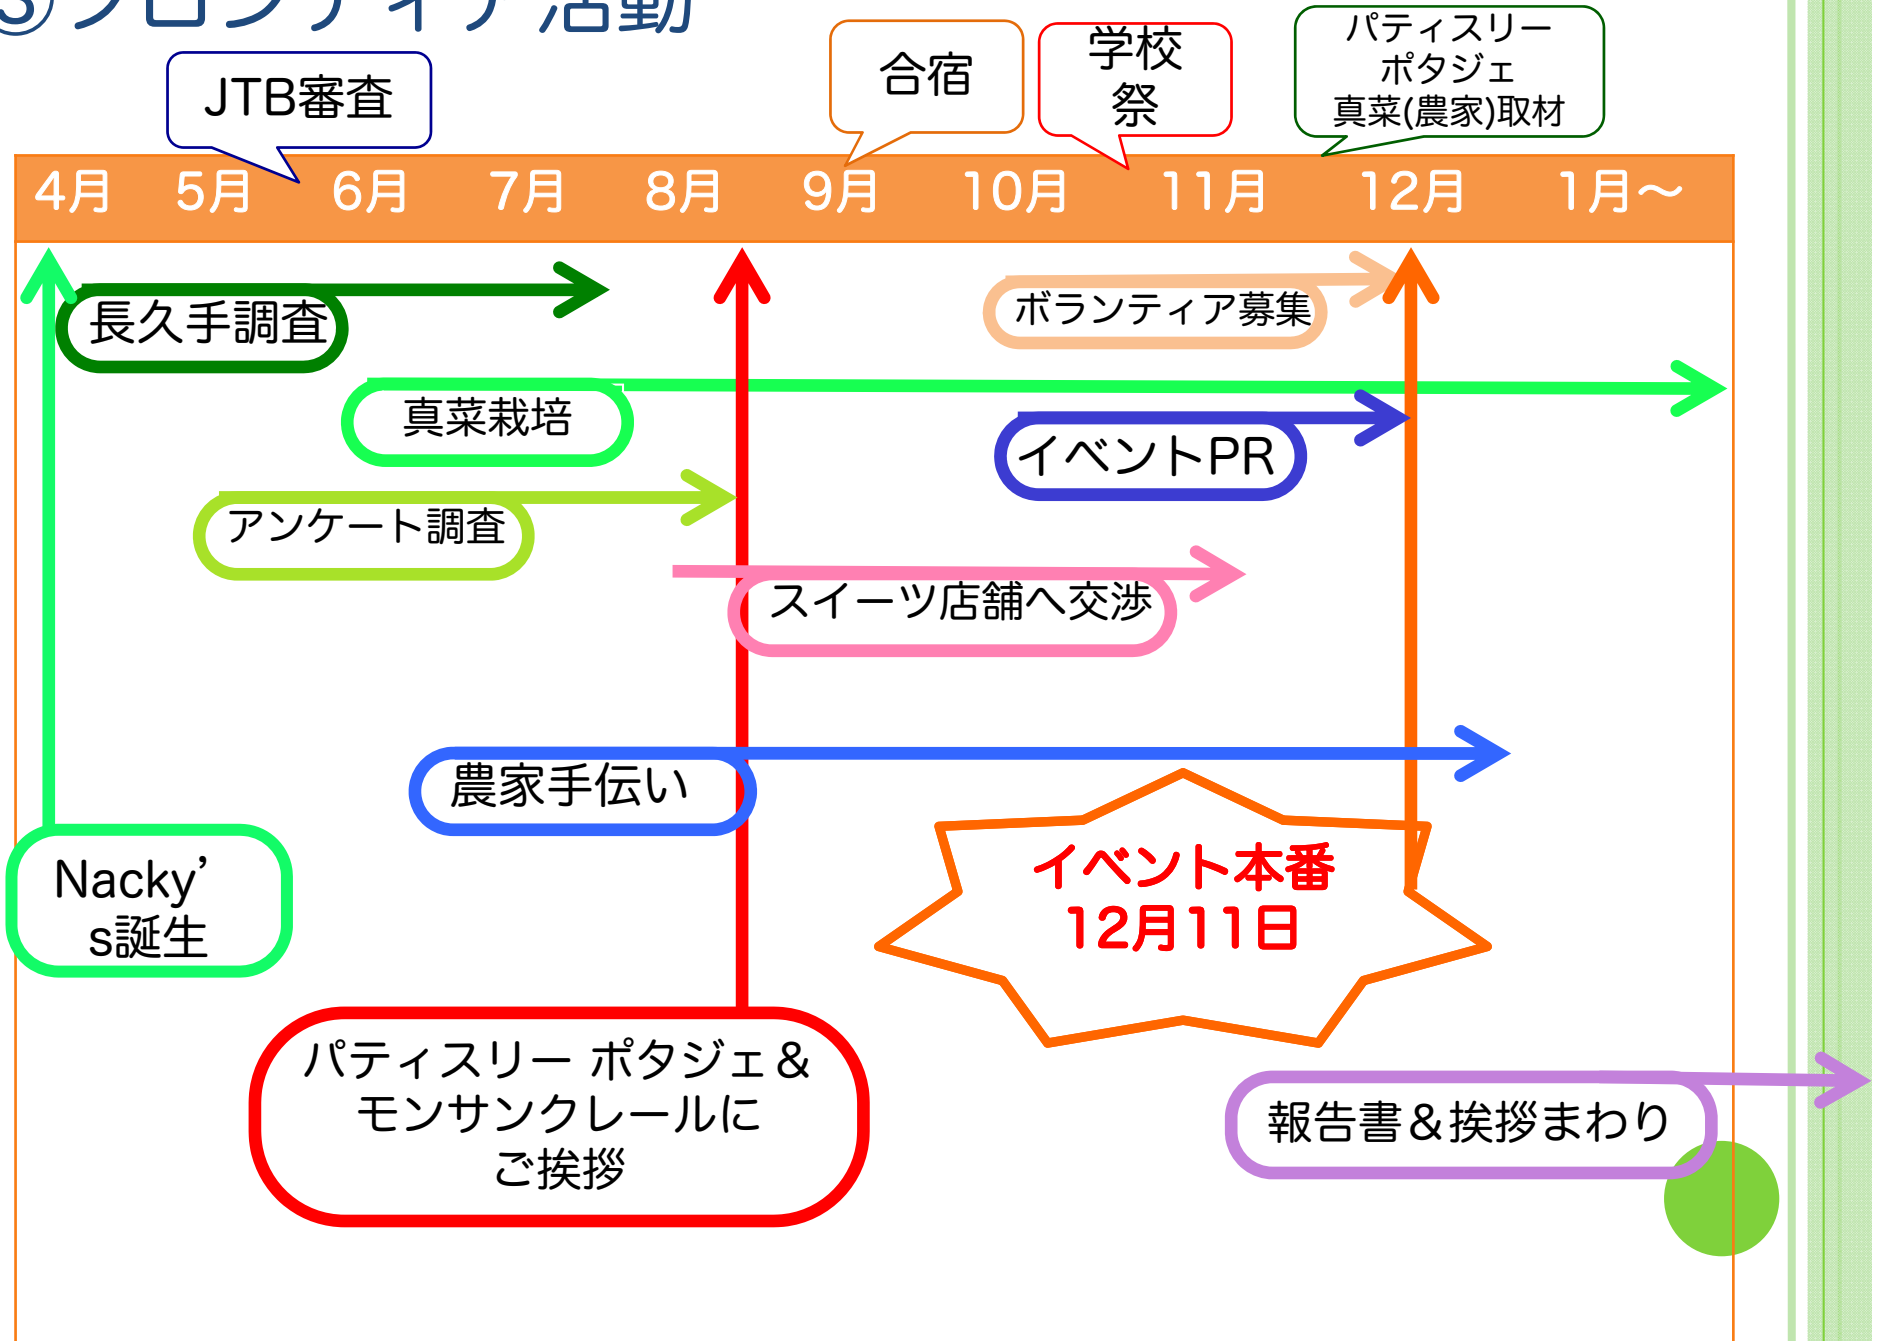 ③フロンティア活動
JTB審査
合宿
学校
祭
パティスリー
ポタジェ
真菜(農家)取材
4月 5月 6月 7月 8月 9月 10月 11月 12月 1月～
長久手調査
ボランティア募集
真菜栽培
イベントPR
アンケート調査
スイーツ店舗へ交渉
農家手伝い
イベント本番
12月11日
Nacky’
s誕生
パティスリー ポタジェ＆
モンサンクレールに
ご挨拶
報告書＆挨拶まわり